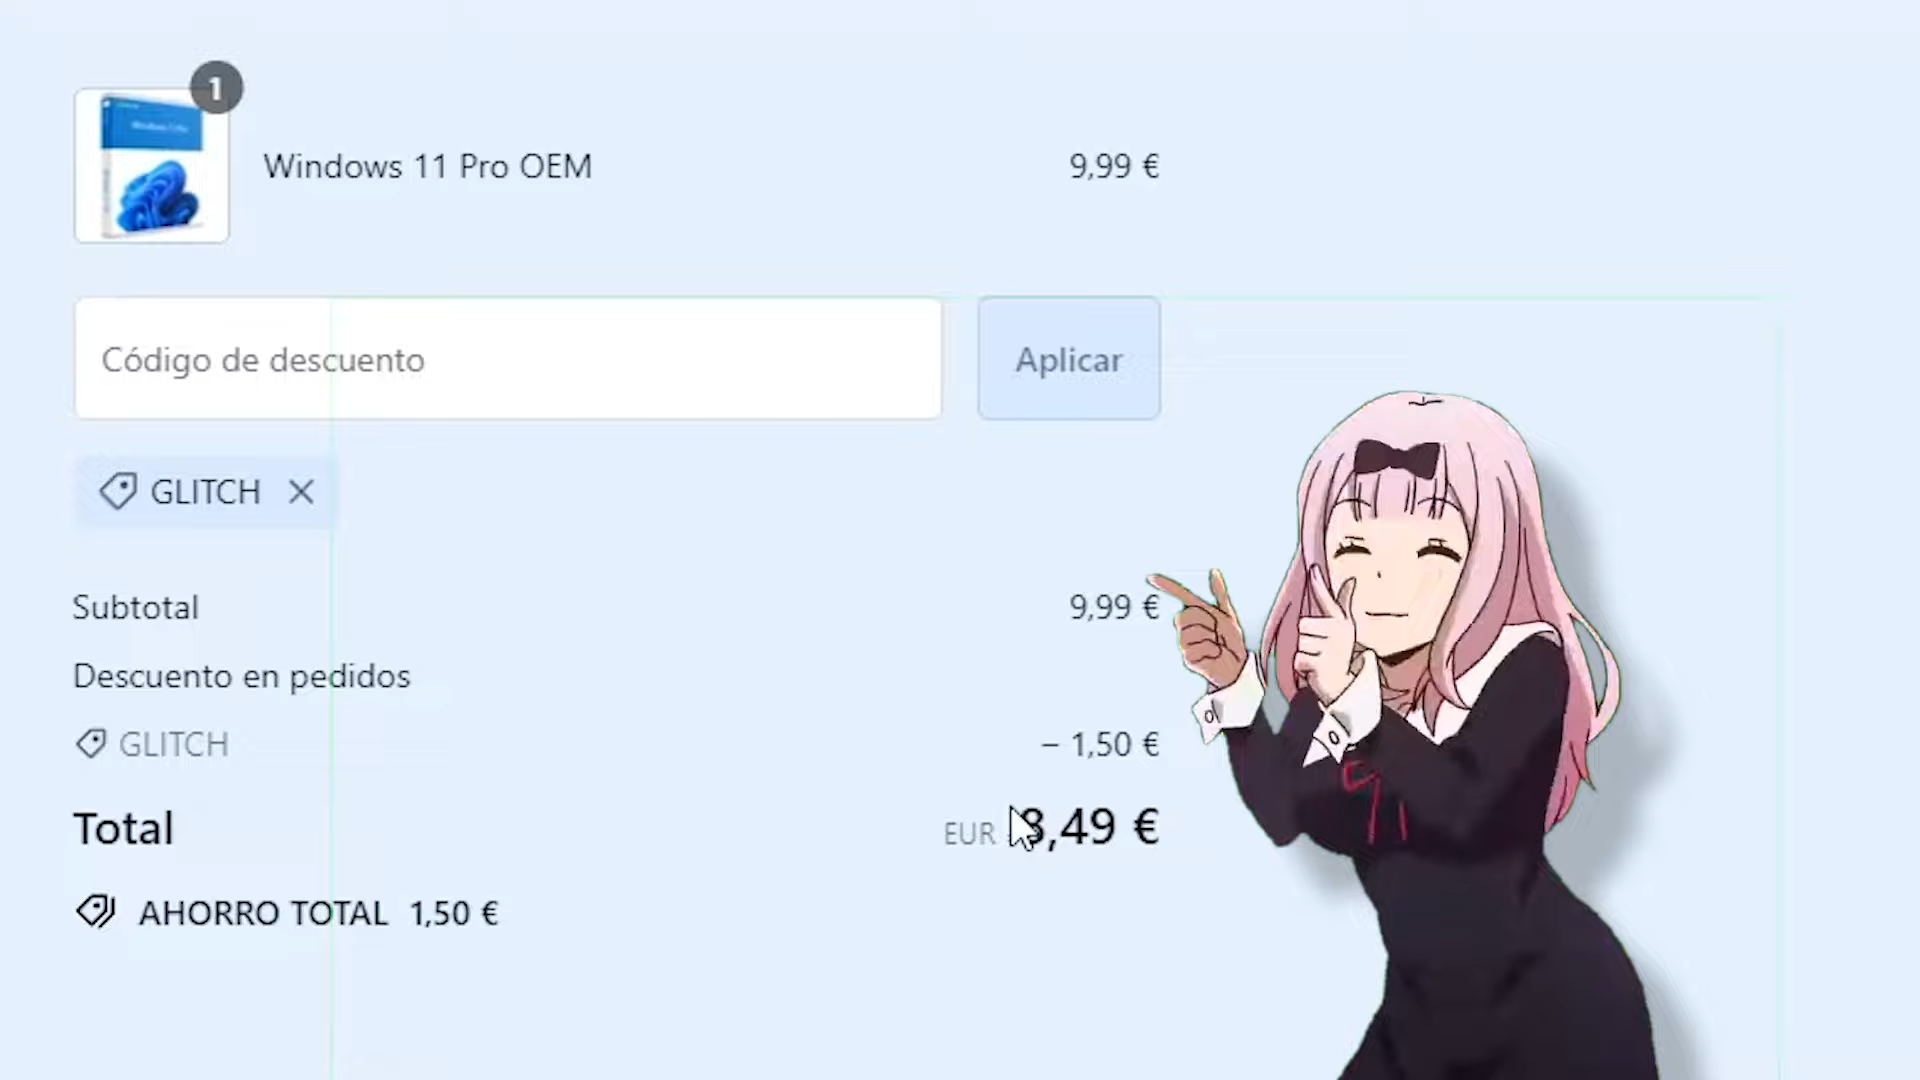 1
Windows 11 Pro OEM
9,99 €
Código de descuento
Aplicar
GLITCH
Subtotal
9,99 €
Descuento en pedidos
GLITCH
– 1,50 €
Total
EUR 8,49 €
AHORRO TOTAL 1,50 €